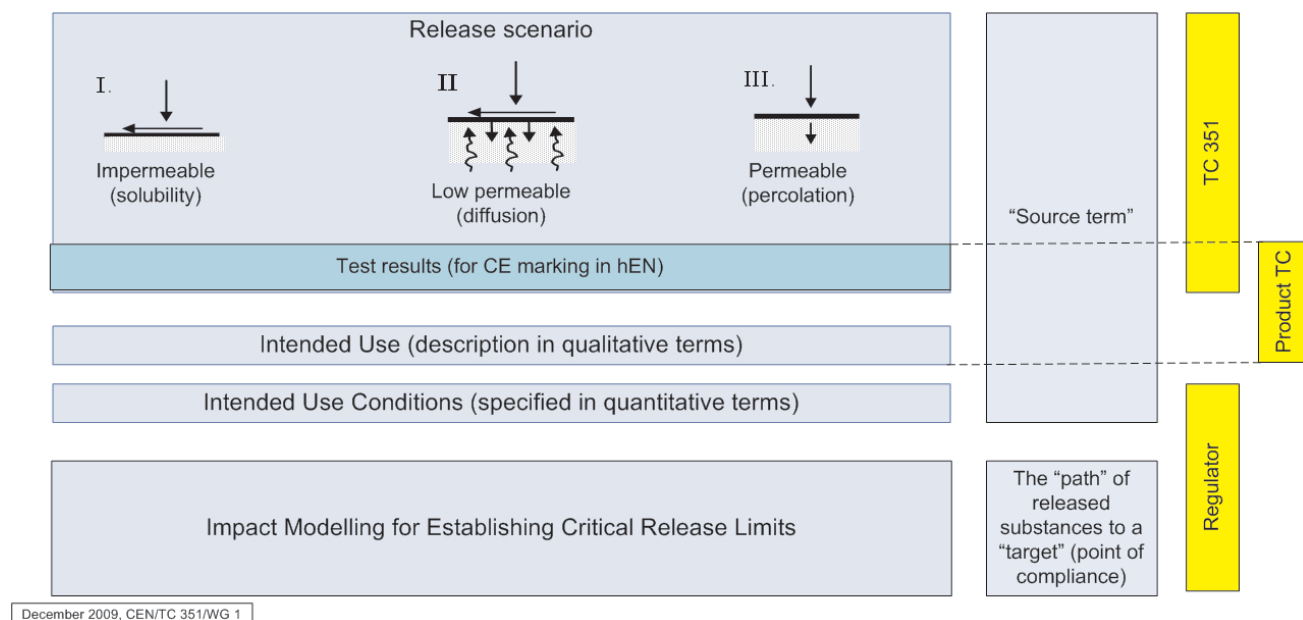 Release scenario
I.
II
III.
Impermeable
(solubility)
Low permeable
(diffusion)
Permeable
(percolation)
Test results (for CE marking in hEN)
Intended Use (description in qualitative terms)
Intended Use Conditions (specified in quantitative terms)
Impact Modelling for Establishing Critical Release Limits
“Source term”
The “path” of
released
substances to a
“target” (point of
compliance)
TC 351
Product TC
Regulator
December 2009, CEN/TC 351/WG 1